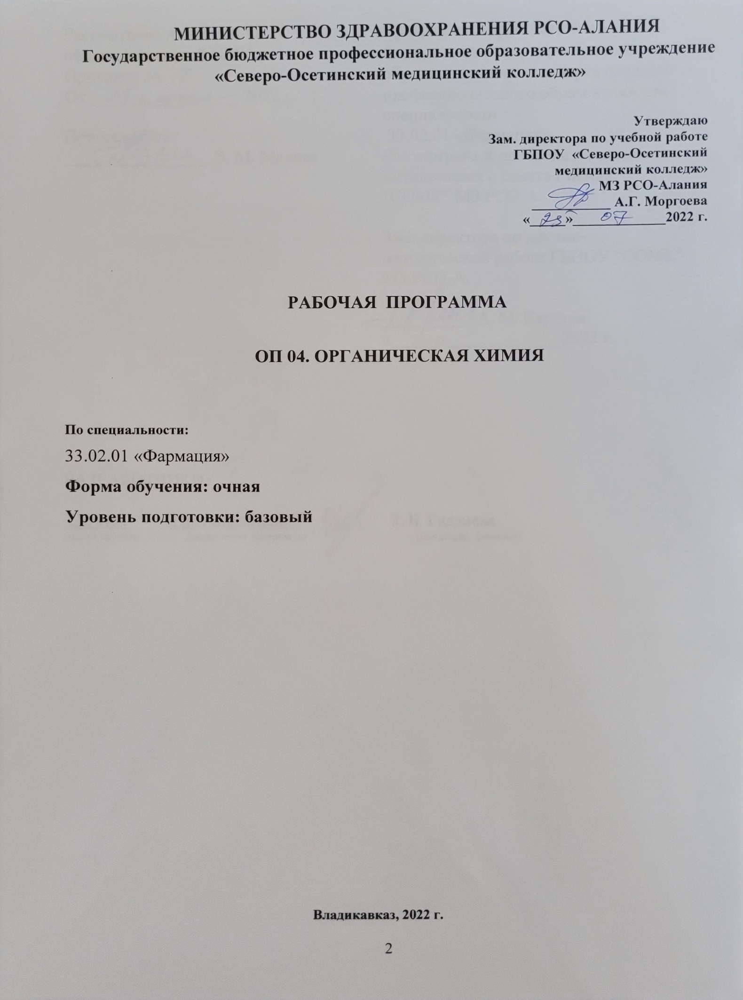 МИНИСТЕРСТВО ЗДРАВООХРАНЕНИЯ РСО-АЛАНИЯ
Государственное бюджетное профессиональное образовательное учреждение
«Северо-Осетинский медицинский колледж»
Утверждаю
Зам. директора по учебной работе
ГБПОУ «Северо-Осетинский
медицинский колледж»
МЗ РСО-Алания
____________ А.Г. Моргоева
«_____»  07  2022 г.
РАБОЧАЯ ПРОГРАММА
ОП 04. ОРГАНИЧЕСКАЯ ХИМИЯ
По специальности:
33.02.01 «Фармация»
Форма обучения: очная
Уровень подготовки: базовый
Владикавказ, 2022 г.
2